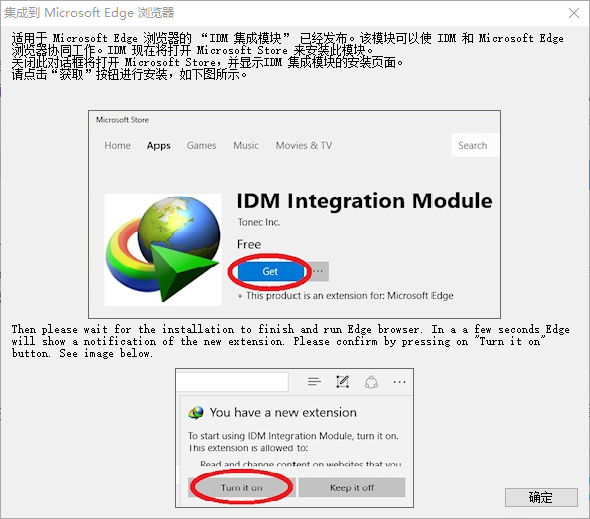 集成到 Microsoft Edge 浏览器
适用于 Microsoft Edge 浏览器的 “IDM 集成模块” 已经发布。该模块可以使 IDM 和 Microsoft Edge
浏览器协同工作。IDM 现在将打开 Microsoft Store 来安装此模块。
关闭此对话框将打开 Microsoft Store，并显示IDM 集成模块的安装页面。
请点击“获取”按钮进行安装，如下图所示。
Microsoft Store
Home Apps Games Music Movies & TV Search
IDM Integration Module
Tonec Inc.
Free
Get ...
+ This product is an extension for: Microsoft Edge
Then please wait for the installation to finish and run Edge browser. In a a few seconds Edge
will show a notification of the new extension. Please confirm by pressing on "Turn it on"
button. See image below.
You have a new extension
To start using IDM Integration Module, turn it on.
This extension is allowed to:
Read and change content on websites that you
Turn it on Keep it off
确定